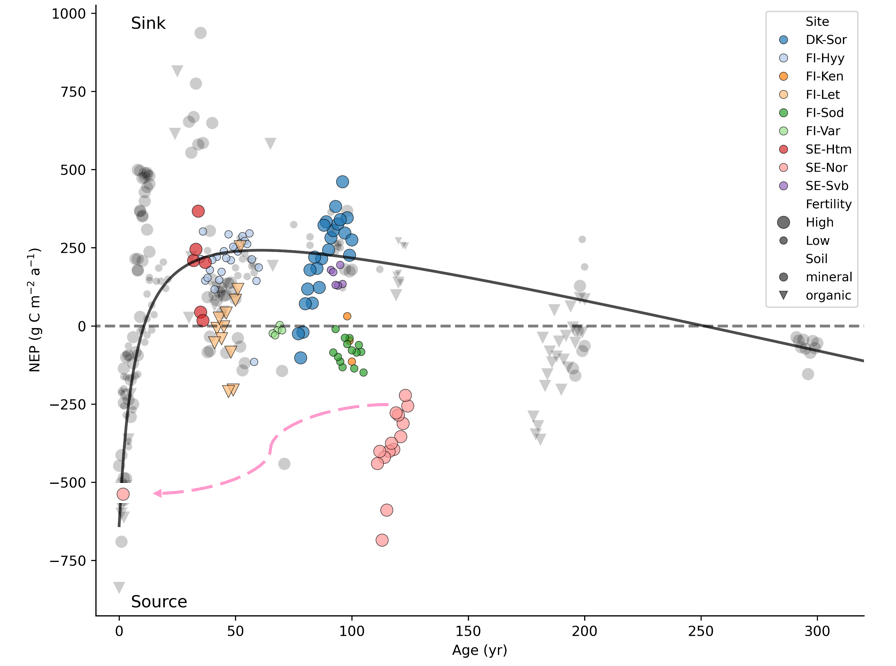 Sink
Source
NEP (g C m⁻² a⁻¹)
1000
750
500
250
0
−250
−500
−750
0
50
100
150
200
250
300
Age (yr)
Site
DK-Sor
FI-Hyy
FI-Ken
FI-Let
FI-Sod
FI-Var
SE-Htm
SE-Nor
SE-Svb
Fertility
High
Low
Soil
mineral
organic